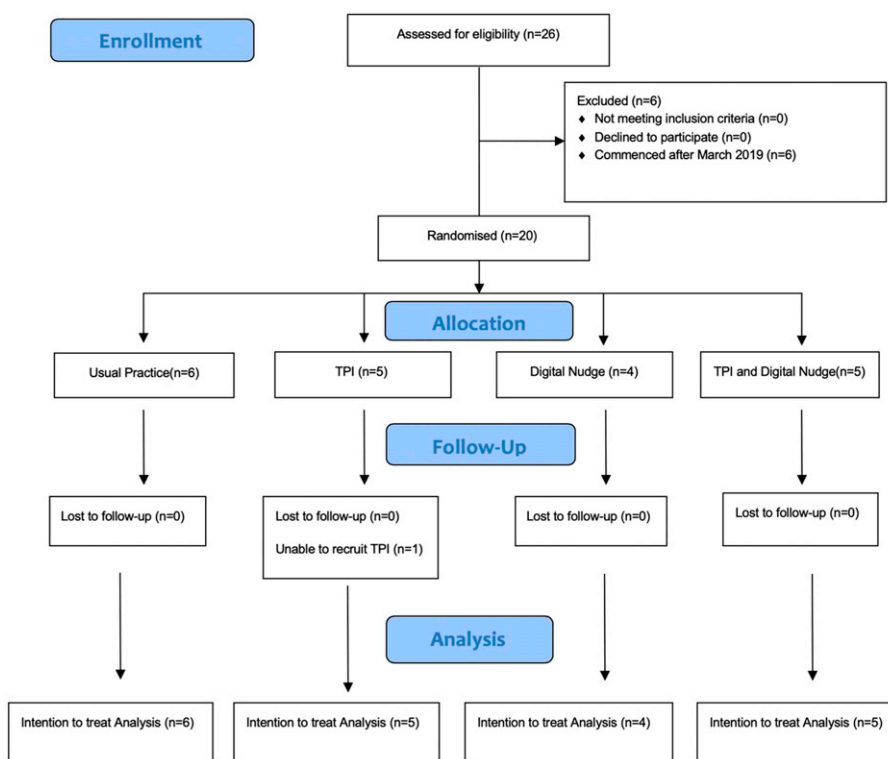 Enrollment
Assessed for eligibility (n=26)
Excluded (n=6)
♦ Not meeting inclusion criteria (n=0)
♦ Declined to participate (n=0)
♦ Commenced after March 2019 (n=6)
Randomised (n=20)
Allocation
Usual Practice(n=6)
TPI (n=5)
Digital Nudge (n=4)
TPI and Digital Nudge(n=5)
Follow-Up
Lost to follow-up (n=0)
Lost to follow-up (n=0)
Unable to recruit TPI (n=1)
Lost to follow-up (n=0)
Lost to follow-up (n=0)
Analysis
Intention to treat Analysis (n=6)
Intention to treat Analysis (n=5)
Intention to treat Analysis (n=4)
Intention to treat Analysis (n=5)